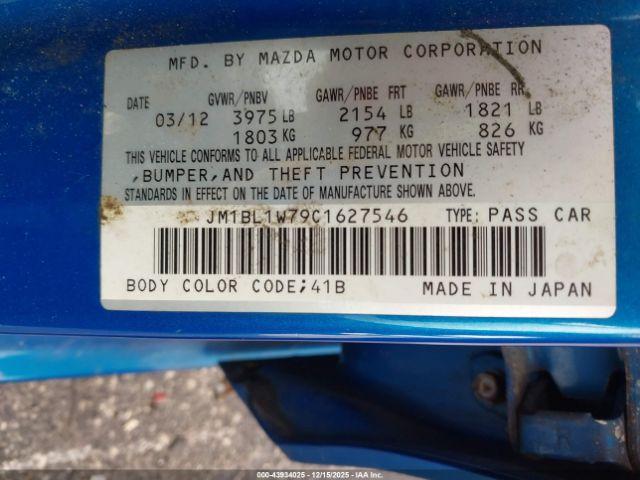 MFD. BY MAZDA MOTOR CORPORATION
DATE GVWR/PNBV GAWR/PNBE FRT GAWR/PNBE RR
03/12 3975 LB 2154 LB 1821 LB
1803 KG 977 KG 826 KG
THIS VEHICLE CONFORMS TO ALL APPLICABLE FEDERAL MOTOR VEHICLE SAFETY
,BUMPER,AND THEFT PREVENTION
STANDARDS IN EFFECT ON THE DATE OF MANUFACTURE SHOWN ABOVE.
JM1BL1W79C1627546 TYPE: PASS CAR
BODY COLOR CODE;41B MADE IN JAPAN
R
000-43934025 - 12/15/2025 - IAA Inc.